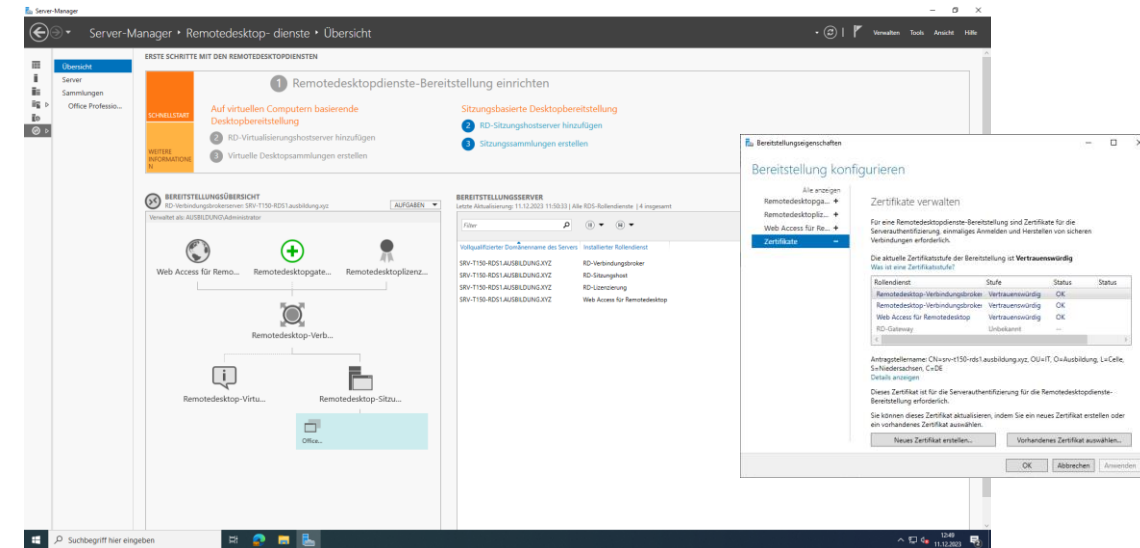 Server-Manager
Server-Manager ‣ Remotedesktop- dienste ‣ Übersicht
Verwalten Tools Ansicht Hilfe
Übersicht
Server
Sammlungen
Office Professio...
ERSTE SCHRITTE MIT DEN REMOTEDESKTOPDIENSTEN
SCHNELLSTART
WEITERE
INFORMATIONE
N
1 Remotedesktopdienste-Bereitstellung einrichten
Auf virtuellen Computern basierende
Desktopbereitstellung
2 RD-Virtualisierungshostserver hinzufügen
3 Virtuelle Desktopsammlungen erstellen
Sitzungsbasierte Desktopbereitstellung
2 RD-Sitzungshostserver hinzufügen
3 Sitzungssammlungen erstellen
BEREITSTELLUNGSÜBERSICHT
RD-Verbindungsbrokerserver: SRV-T150-RDS1.ausbildung.xyz
AUFGABEN
Verwaltet als: AUSBILDUNG\Administrator
Web Access für Remo...
Remotedesktopgate...
Remotedesktoplizenz...
Remotedesktop-Verb...
Remotedesktop-Virtu...
Remotedesktop-Sitzu...
Office...
BEREITSTELLUNGSSERVER
Letzte Aktualisierung: 11.12.2023 11:50:33 | Alle RDS-Rollendienste | 4 insgesamt
Filter
Vollqualifizierter Domänenname des Servers Installierter Rollendienst
SRV-T150-RDS1.AUSBILDUNG.XYZ RD-Verbindungsbroker
SRV-T150-RDS1.AUSBILDUNG.XYZ RD-Sitzungshost
SRV-T150-RDS1.AUSBILDUNG.XYZ RD-Lizenzierung
SRV-T150-RDS1.AUSBILDUNG.XYZ Web Access für Remotedesktop
Bereitstellungseigenschaften
Bereitstellung konfigurieren
Alle anzeigen
Remotedesktopga... +
Remotedesktopliz... +
Web Access für Re... +
Zertifikate –
Zertifikate verwalten
Für eine Remotedesktopdienste-Bereitstellung sind Zertifikate für die
Serverauthentifizierung, einmaliges Anmelden und Herstellen von sicheren
Verbindungen erforderlich.
Die aktuelle Zertifikatsstufe der Bereitstellung ist Vertrauenswürdig
Was ist eine Zertifikatsstufe?
Rollendienst Stufe Status Status
Remotedesktop-Verbindungsbroker Vertrauenswürdig OK
Remotedesktop-Verbindungsbroker Vertrauenswürdig OK
Web Access für Remotedesktop Vertrauenswürdig OK
RD-Gateway Unbekannt --
Antragstellername: CN=srv-t150-rds1.ausbildung.xyz, OU=IT, O=Ausbildung, L=Celle,
S=Niedersachsen, C=DE
Details anzeigen
Dieses Zertifikat ist für die Serverauthentifizierung für die Remotedesktopdienste-
Bereitstellung erforderlich.
Sie können dieses Zertifikat aktualisieren, indem Sie ein neues Zertifikat erstellen oder
ein vorhandenes Zertifikat auswählen.
Neues Zertifikat erstellen... Vorhandenes Zertifikat auswählen...
OK Abbrechen Anwenden
Suchbegriff hier eingeben
12:49
11.12.2023